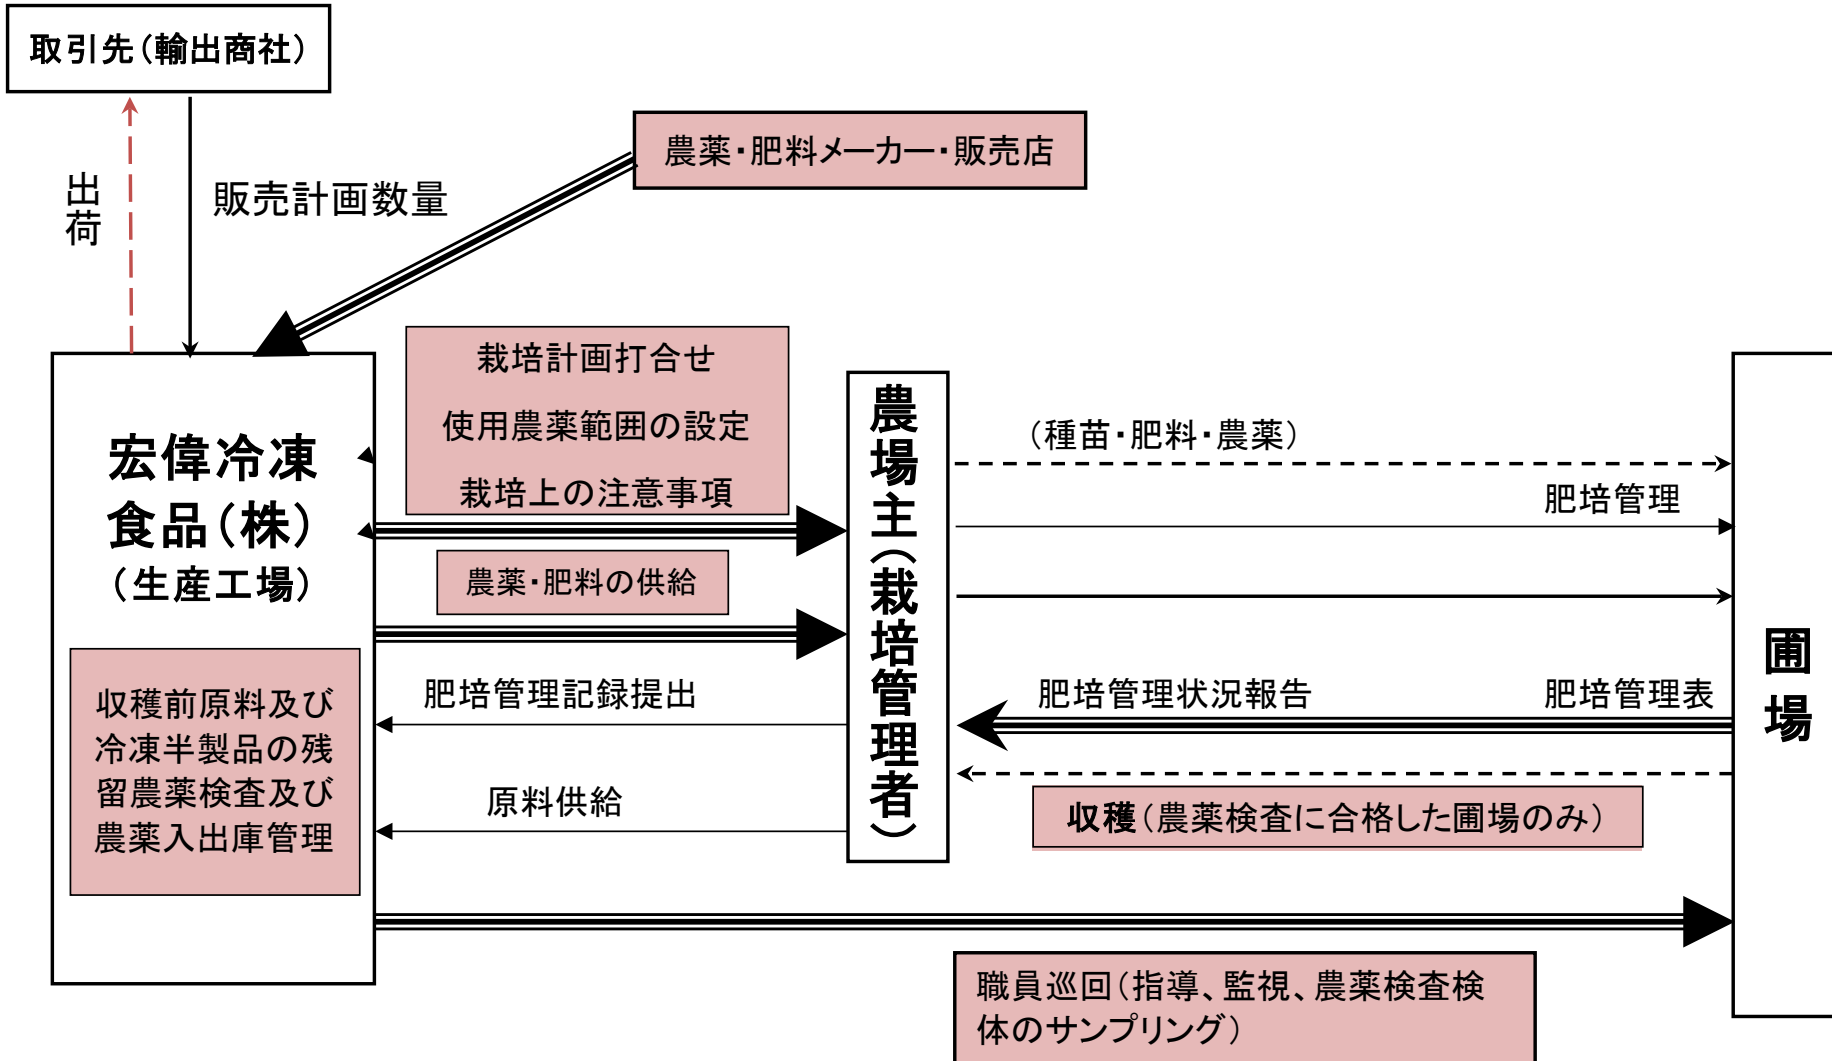 取引先（輸出商社）
農薬・肥料メーカー・販売店
出荷
販売計画数量
宏偉冷凍
食品（株）
（生産工場）
収穫前原料及び
冷凍半製品の残
留農薬検査及び
農薬入出庫管理
栽培計画打合せ
使用農薬範囲の設定
栽培上の注意事項
農薬・肥料の供給
肥培管理記録提出
原料供給
農場主（栽培管理者）
（種苗・肥料・農薬）
肥培管理
肥培管理状況報告
肥培管理表
収穫（農薬検査に合格した圃場のみ）
圃場
職員巡回（指導、監視、農薬検査検
体のサンプリング）